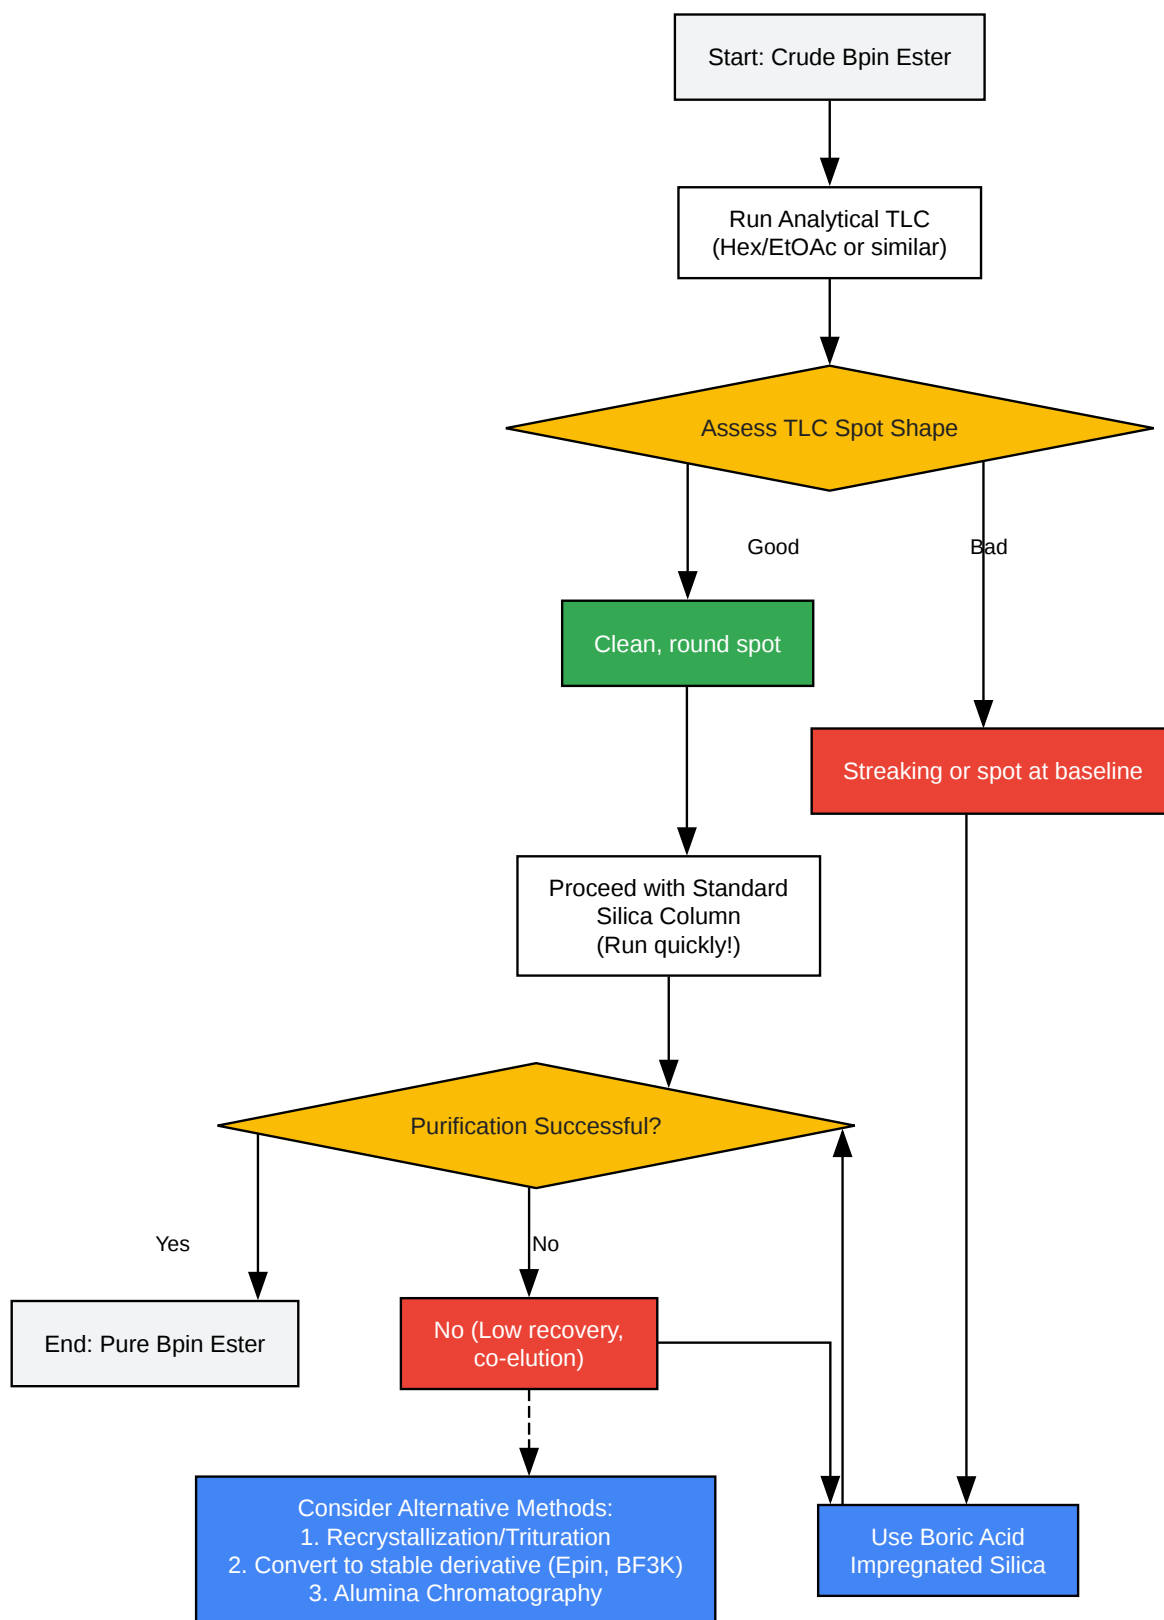 Start: Crude Bpin Ester
Run Analytical TLC
(Hex/EtOAc or similar)
Assess TLC Spot Shape
Good
Bad
Clean, round spot
Streaking or spot at baseline
Proceed with Standard
Silica Column
(Run quickly!)
Purification Successful?
Yes
No
End: Pure Bpin Ester
No (Low recovery,
co-elution)
Consider Alternative Methods:
1. Recrystallization/Trituration
2. Convert to stable derivative (Epin, BF3K)
3. Alumina Chromatography
Use Boric Acid
Impregnated Silica